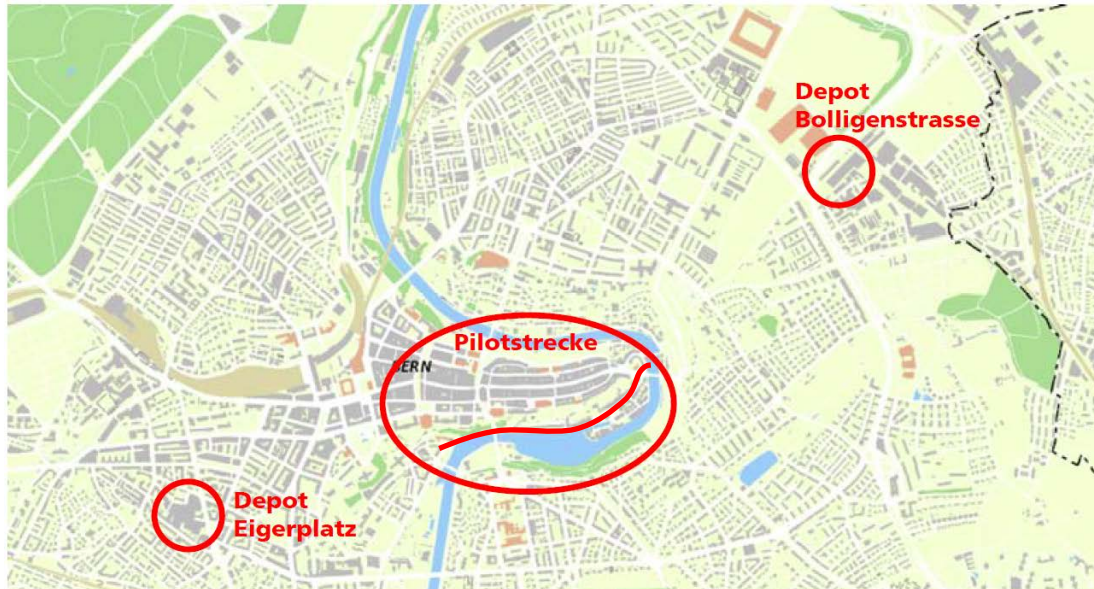 Depot
Bolligenstrasse
Pilotstrecke
BERN
Depot
Eigerplatz